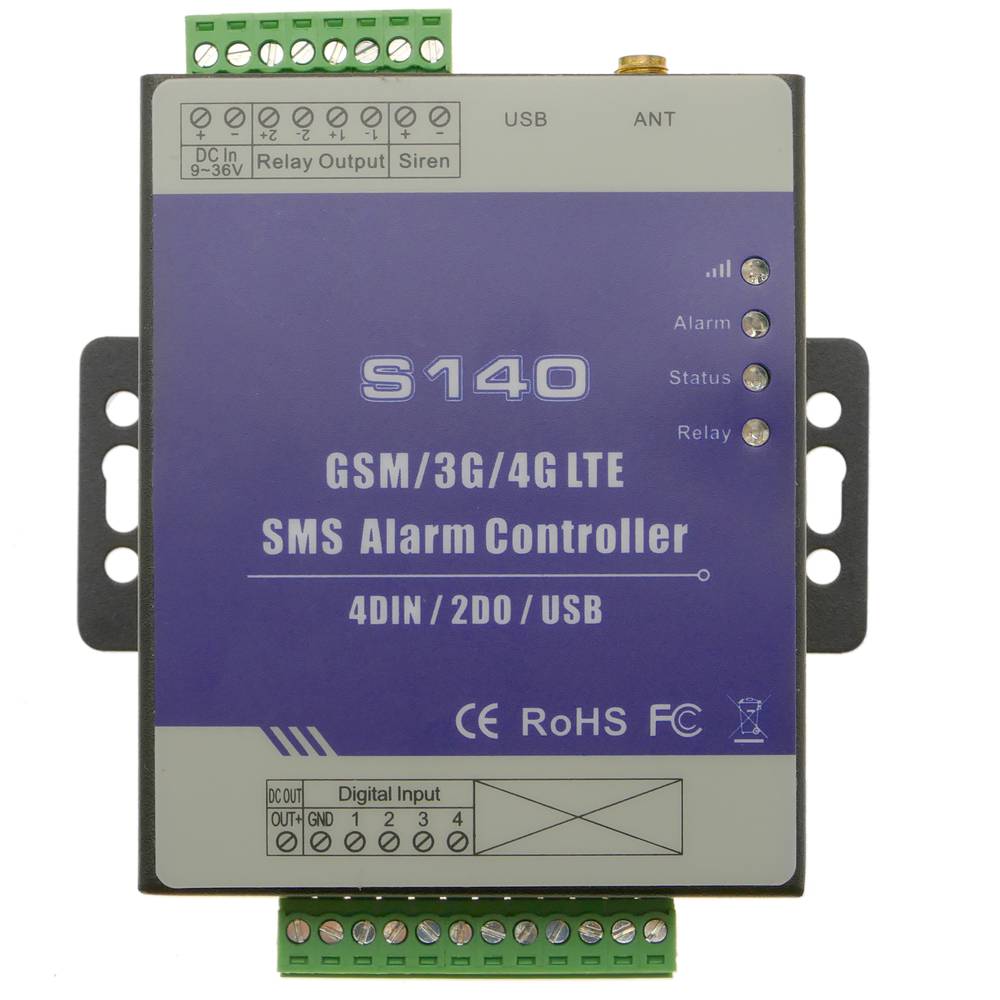 + - 2+ 2- 1+ 1- + -
DC In Relay Output Siren
9~36V
USB ANT
Alarm
Status
Relay
S140
GSM/3G/4G LTE
SMS Alarm Controller
4DIN / 2DO / USB
CE RoHS FC
DC OUT Digital Input
OUT+ GND 1 2 3 4